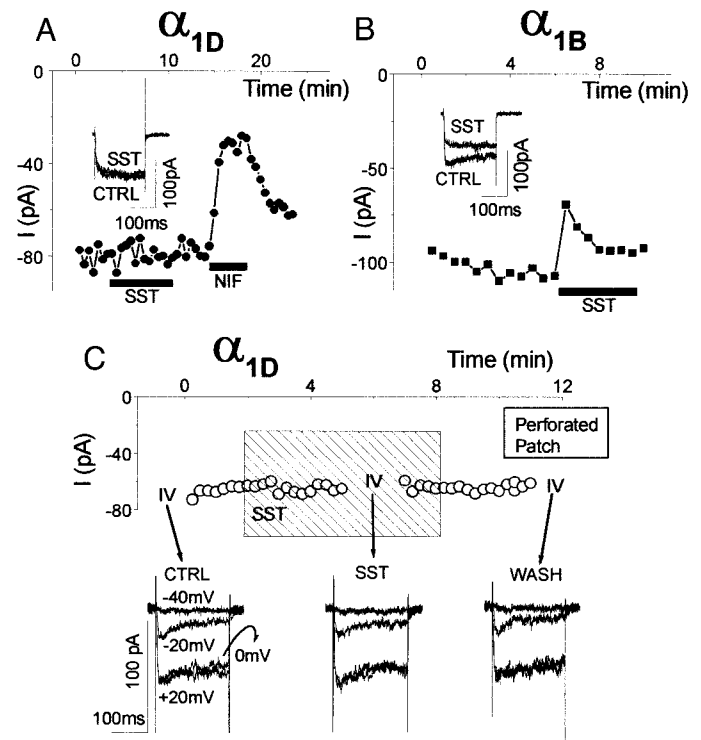 A
α1D
0 10 20
Time (min)
0
-40
-80
I (pA)
SST
CTRL
100pA
100ms
SST
NIF
B
α1B
0 4 8
Time (min)
0
-50
-100
I (pA)
SST
CTRL
100pA
100ms
SST
C
α1D
Time (min)
0 4 8 12
0
-40
-80
I (pA)
Perforated
Patch
IV
IV
IV
SST
CTRL
SST
WASH
-40mV
-20mV
0mV
+20mV
100 pA
100ms